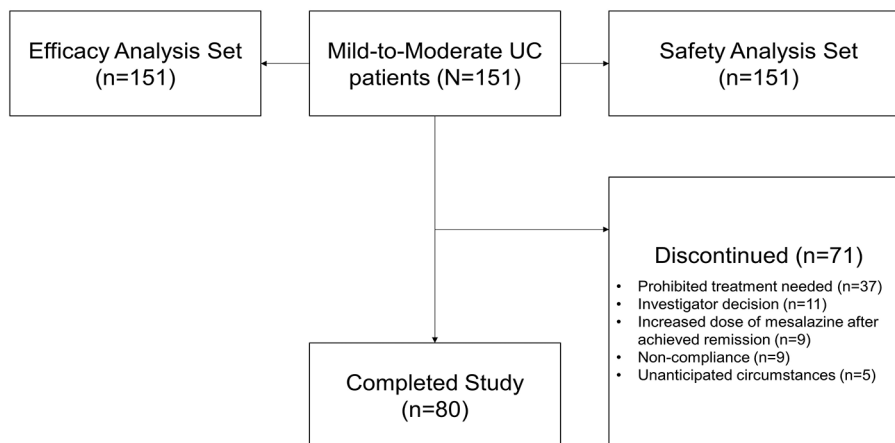 Efficacy Analysis Set
(n=151)
Mild-to-Moderate UC
patients (N=151)
Safety Analysis Set
(n=151)
Discontinued (n=71)
• Prohibited treatment needed (n=37)
• Investigator decision (n=11)
• Increased dose of mesalazine after
achieved remission (n=9)
• Non-compliance (n=9)
• Unanticipated circumstances (n=5)
Completed Study
(n=80)